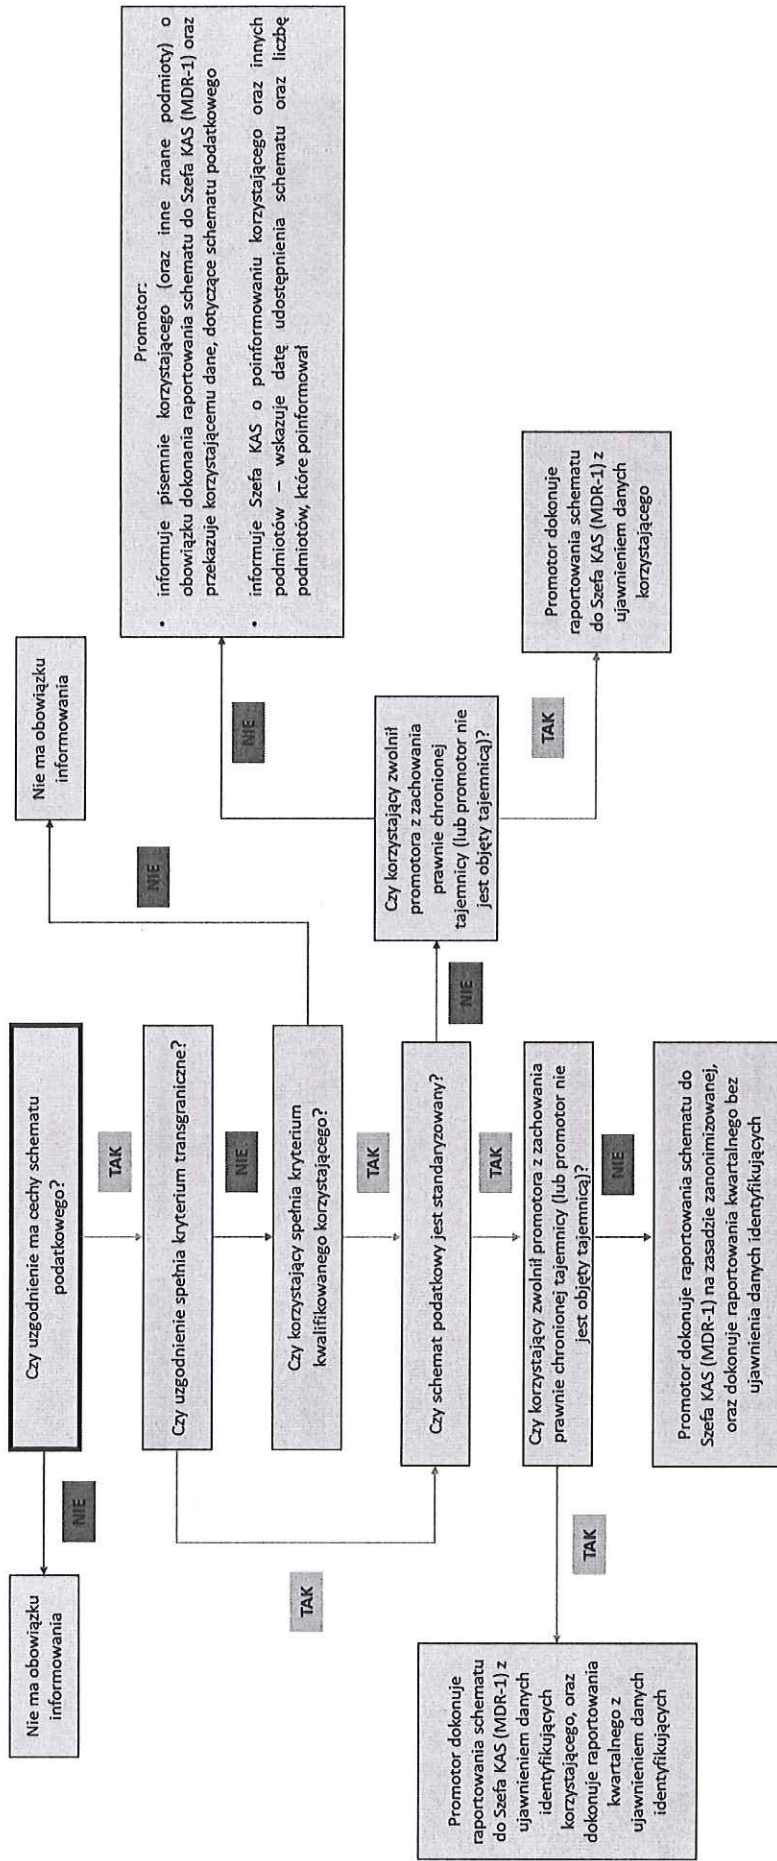 Czy uzgodnienie ma cechy schematu
podatkowego?
NIE
Nie ma obowiązku
informowania
TAK
Czy uzgodnienie spełnia kryterium transgraniczne?
TAK
NIE
Czy korzystający spełnia kryterium
kwalifikowanego korzystającego?
NIE
Nie ma obowiązku
informowania
TAK
Czy schemat podatkowy jest standaryzowany?
NIE
Czy korzystający zwolnił
promotora z zachowania
prawnie chronionej
tajemnicy (lub promotor nie
jest objęty tajemnicą)?
NIE
Promotor:
• informuje pisemnie korzystającego (oraz inne znane podmioty) o
obowiązku dokonania raportowania schematu do Szefa KAS (MDR-1) oraz
przekazuje korzystającemu dane, dotyczące schematu podatkowego
• informuje Szefa KAS o poinformowaniu korzystającego oraz innych
podmiotów – wskazuje datę udostępnienia schematu oraz liczbę
podmiotów, które poinformował
TAK
Promotor dokonuje
raportowania schematu
do Szefa KAS (MDR-1) z
ujawnieniem danych
korzystającego
TAK
Czy korzystający zwolnił promotora z zachowania
prawnie chronionej tajemnicy (lub promotor nie
jest objęty tajemnicą)?
TAK
Promotor dokonuje
raportowania schematu
do Szefa KAS (MDR-1) z
ujawnieniem danych
identyfikujących
korzystającego, oraz
dokonuje raportowania
kwartalnego z
ujawnieniem danych
identyfikujących
NIE
Promotor dokonuje raportowania schematu do
Szefa KAS (MDR-1) na zasadzie zanonimizowanej,
oraz dokonuje raportowania kwartalnego bez
ujawnienia danych identyfikujących